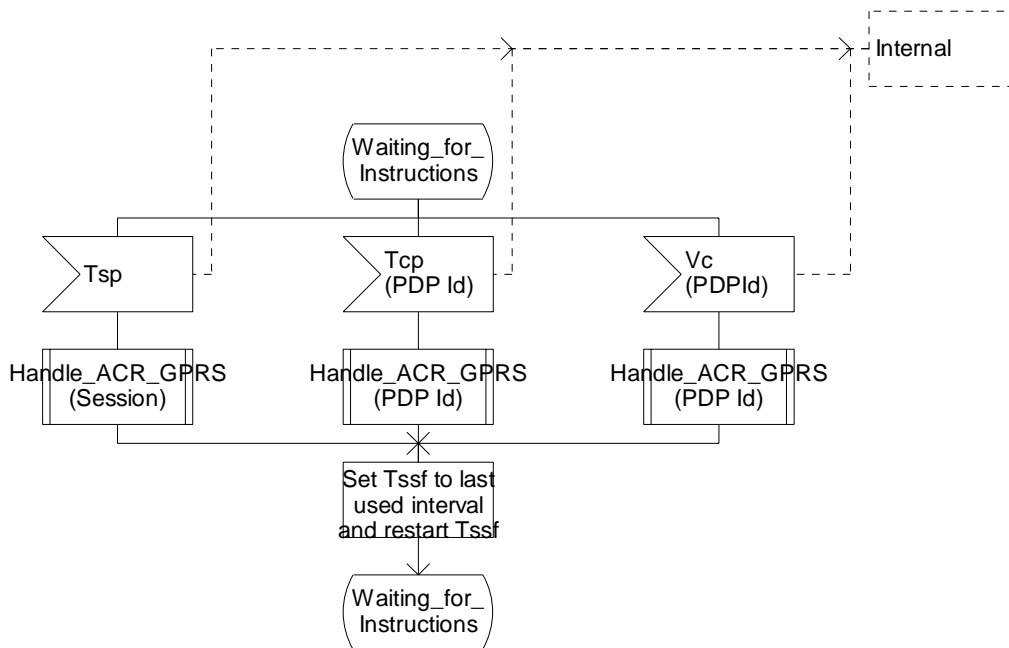 Internal
Waiting_for_
Instructions
Tsp
Tcp
(PDP Id)
Vc
(PDPId)
Handle_ACR_GPRS
(Session)
Handle_ACR_GPRS
(PDP Id)
Handle_ACR_GPRS
(PDP Id)
Set Tssf to last
used interval
and restart Tssf
Waiting_for_
Instructions